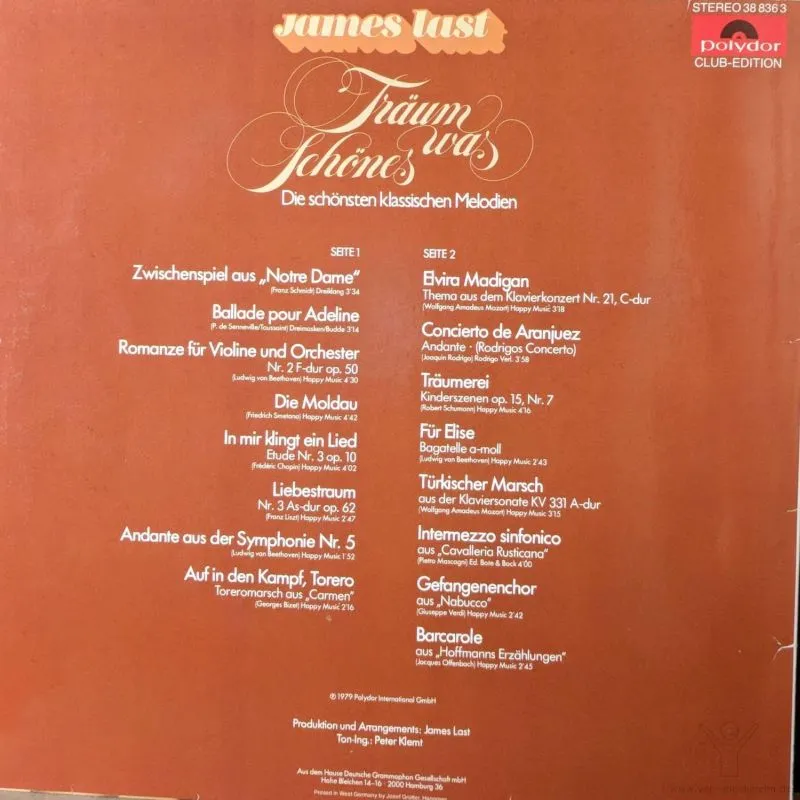 james last
STEREO 38 836 3
polydor
CLUB-EDITION
Träum
was
Schönes
Die schönsten klassischen Melodien
SEITE 1
Zwischenspiel aus „Notre Dame“
(Franz Schmidt) Dreiklang 3'34
Ballade pour Adeline
(P. de Senneville/Toussaint) Dreimasken/Budde 3'14
Romanze für Violine und Orchester
Nr. 2 F-dur op. 50
(Ludwig van Beethoven) Happy Music 4'30
Die Moldau
(Friedrich Smetana) Happy Music 4'42
In mir klingt ein Lied
Etude Nr. 3 op. 10
(Frédéric Chopin) Happy Music 4'02
Liebestraum
Nr. 3 As-dur op. 62
(Franz Liszt) Happy Music 2'47
Andante aus der Symphonie Nr. 5
(Ludwig van Beethoven) Happy Music 1'52
Auf in den Kampf, Torero
Toreromarsch aus „Carmen“
(Georges Bizet) Happy Music 2'16
SEITE 2
Elvira Madigan
Thema aus dem Klavierkonzert Nr. 21, C-dur
(Wolfgang Amadeus Mozart) Happy Music 3'18
Concierto de Aranjuez
Andante · (Rodrigos Concerto)
(Joaquin Rodrigo) Rodrigo Verl. 3'58
Träumerei
Kinderszenen op. 15, Nr. 7
(Robert Schumann) Happy Music 4'16
Für Elise
Bagatelle a-moll
(Ludwig van Beethoven) Happy Music 2'43
Türkischer Marsch
aus der Klaviersonate KV 331 A-dur
(Wolfgang Amadeus Mozart) Happy Music 3'15
Intermezzo sinfonico
aus „Cavalleria Rusticana“
(Pietro Mascagni) Ed. Bote & Bock 4'00
Gefangenenchor
aus „Nabucco“
(Giuseppe Verdi) Happy Music 2'42
Barcarole
aus „Hoffmanns Erzählungen“
(Jacques Offenbach) Happy Music 2'45
℗ 1979 Polydor International GmbH
Produktion und Arrangements: James Last
Ton-Ing.: Peter Klemt
Aus dem Hause Deutsche Grammophon Gesellschaft mbH
Hohe Bleichen 14-16 · 2000 Hamburg 36
Printed in West Germany by Josef Grütter, Hannover